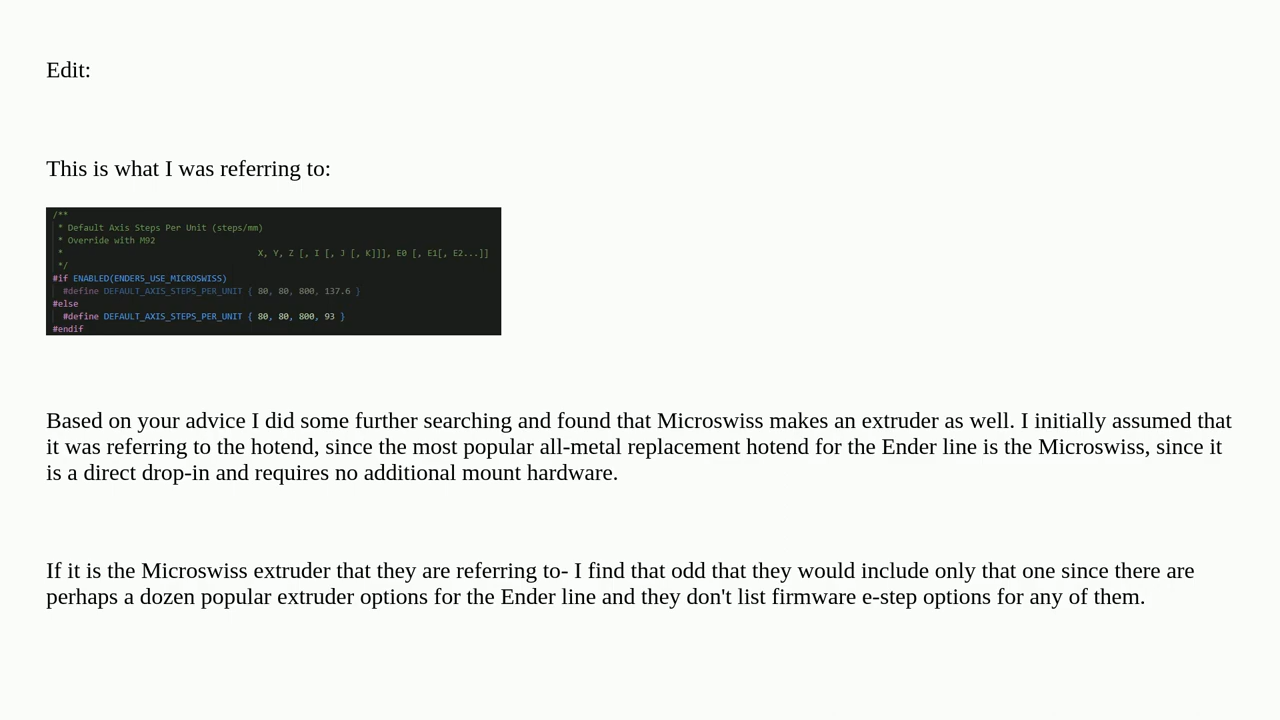 Edit:
This is what I was referring to:
/**
* Default Axis Steps Per Unit (steps/mm)
* Override with M92
* X, Y, Z [, I [, J [, K]]], E0 [, E1[, E2...]]
*/
#if ENABLED(ENDERS_USE_MICROSWISS)
#define DEFAULT_AXIS_STEPS_PER_UNIT { 80, 80, 800, 137.6 }
#else
#define DEFAULT_AXIS_STEPS_PER_UNIT { 80, 80, 800, 93 }
#endif
Based on your advice I did some further searching and found that Microswiss makes an extruder as well. I initially assumed that
it was referring to the hotend, since the most popular all-metal replacement hotend for the Ender line is the Microswiss, since it
is a direct drop-in and requires no additional mount hardware.
If it is the Microswiss extruder that they are referring to- I find that odd that they would include only that one since there are
perhaps a dozen popular extruder options for the Ender line and they don't list firmware e-step options for any of them.